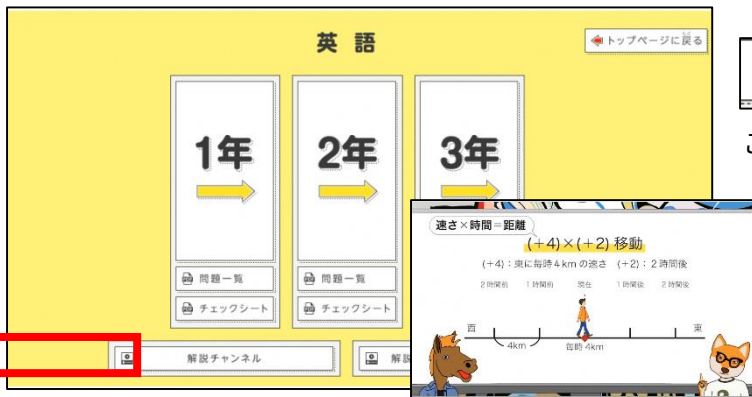 英語
トップページに戻る
1年
2年
3年
問題一覧
問題一覧
チェックシート
チェックシート
解説チャンネル
解説
速さ×時間=距離
(+4)×(+2) 移動
(+4):東に毎時4kmの速さ (+2):2時間後
2時間前 1時間前 現在 1時間後 2時間後
西 東
4km 毎時4km